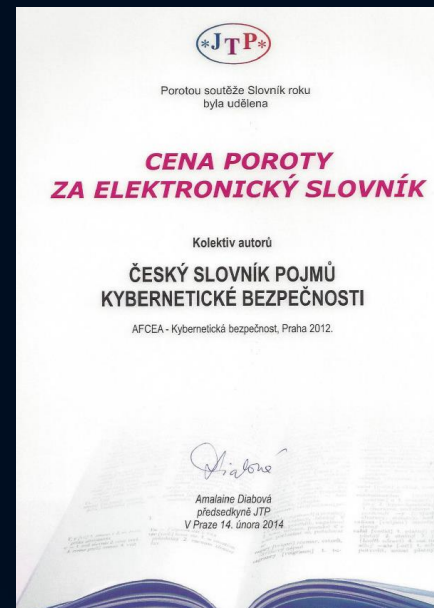 *JTP*
Porotou soutěže Slovník roku
byla udělena
CENA POROTY
ZA ELEKTRONICKÝ SLOVNÍK
Kolektiv autorů
ČESKÝ SLOVNÍK POJMŮ
KYBERNETICKÉ BEZPEČNOSTI
AFCEA - Kybernetická bezpečnost, Praha 2012.
Amalaine Diabová
předsedkyně JTP
V Praze 14. února 2014